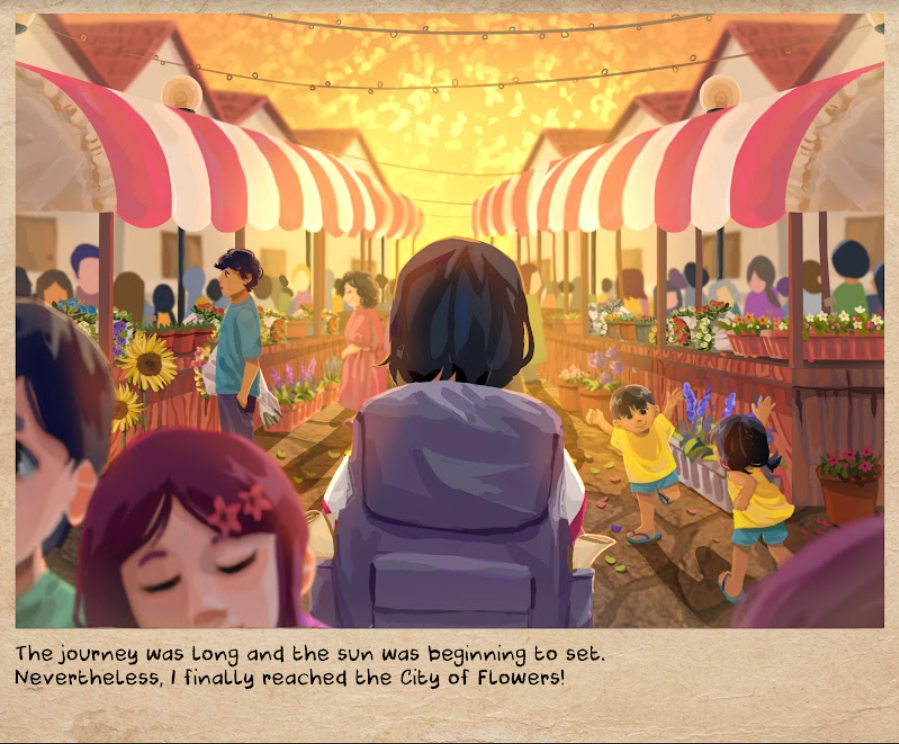 The journey was long and the sun was beginning to set.
Nevertheless, I finally reached the City of Flowers!